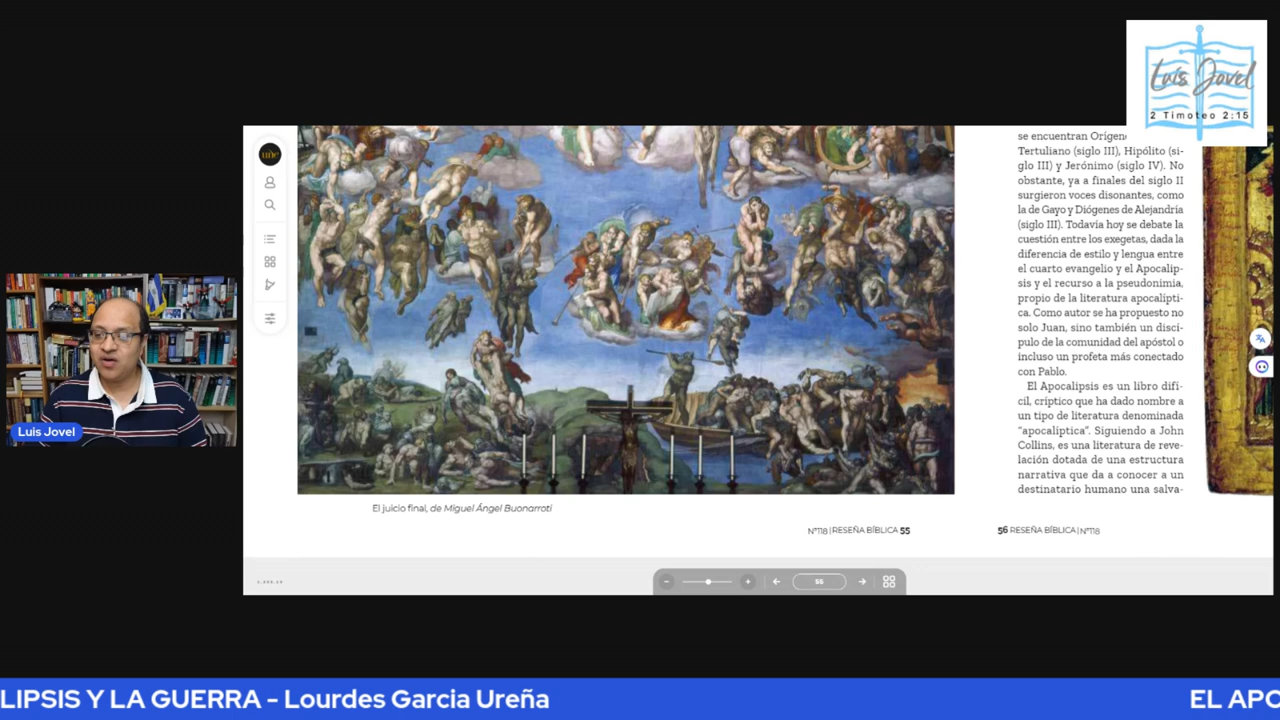 Luis Jovel
2 Timoteo 2:15
une
se encuentran Orígene
Tertuliano (siglo III), Hipólito (si-
glo III) y Jerónimo (siglo IV). No
obstante, ya a finales del siglo II
surgieron voces disonantes, como
la de Gayo y Diógenes de Alejandría
(siglo III). Todavía hoy se debate la
cuestión entre los exegetas, dada la
diferencia de estilo y lengua entre
el cuarto evangelio y el Apocalip-
sis y el recurso a la pseudonimia,
propio de la literatura apocalípti-
ca. Como autor se ha propuesto no
solo Juan, sino también un discí-
pulo de la comunidad del apóstol o
incluso un profeta más conectado
con Pablo.
El Apocalipsis es un libro difí-
cil, críptico que ha dado nombre a
un tipo de literatura denominada
"apocalíptica". Siguiendo a John
Collins, es una literatura de reve-
lación dotada de una estructura
narrativa que da a conocer a un
destinatario humano una salva-
Luis Jovel
El juicio final, de Miguel Ángel Buonarroti
Nº118 | RESEÑA BÍBLICA 55
56 RESEÑA BÍBLICA | Nº118
55
LIPSIS Y LA GUERRA - Lourdes Garcia Ureña
EL APO